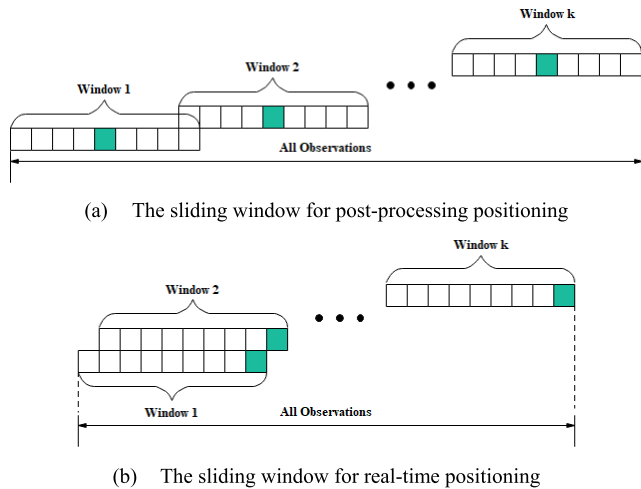 Window k
Window 2
Window 1
All Observations
(a) The sliding window for post-processing positioning
Window k
Window 2
Window 1
All Observations
(b) The sliding window for real-time positioning